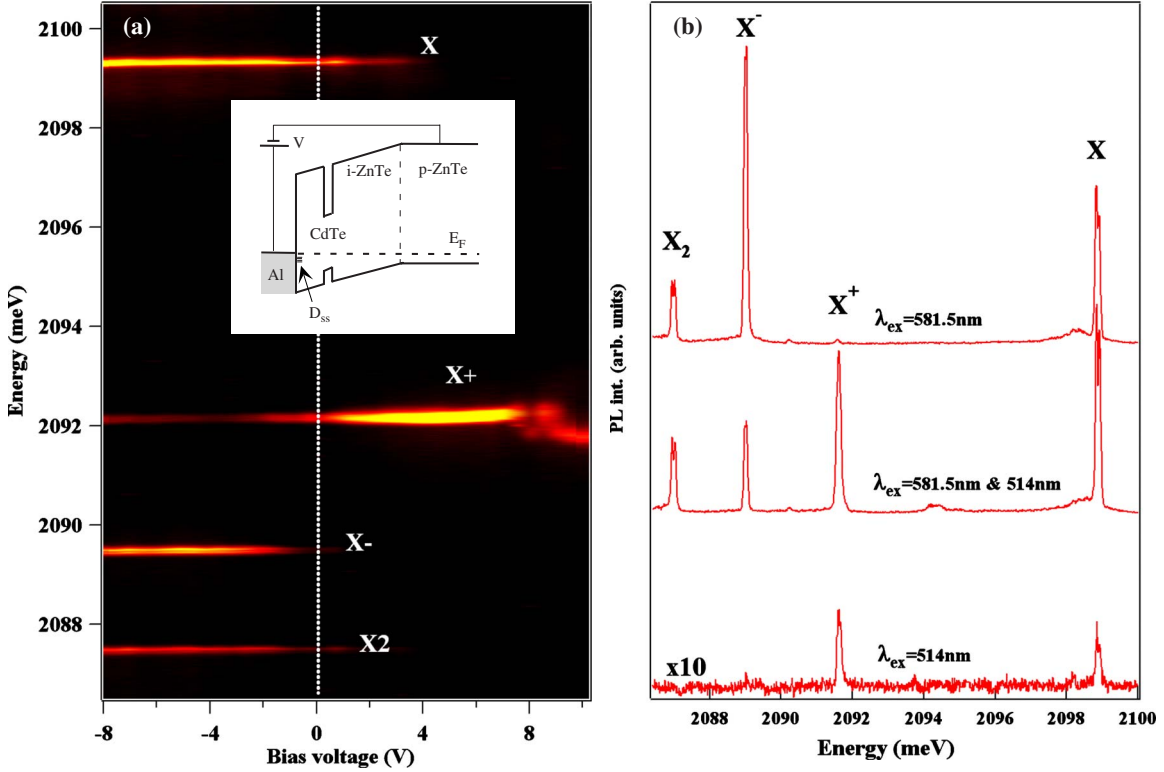 (a)
X
X+
X-
X2
V
i-ZnTe
p-ZnTe
CdTe
E_F
Al
D_ss
2100
2098
2096
2094
2092
2090
2088
Energy (meV)
-8
-4
0
4
8
Bias voltage (V)
(b)
X⁻
X
X₂
X⁺
λ_ex=581.5nm
λ_ex=581.5nm & 514nm
λ_ex=514nm
x10
PL int. (arb. units)
2088
2090
2092
2094
2096
2098
2100
Energy (meV)